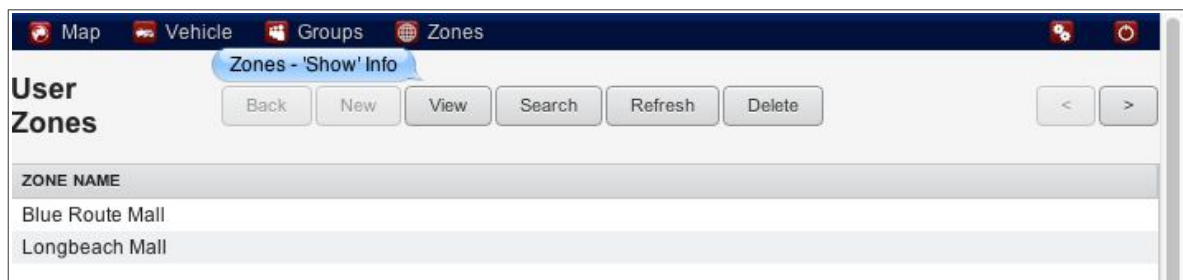 Map Vehicle Groups Zones
Zones - 'Show' Info
User Zones
Back New View Search Refresh Delete < >
ZONE NAME
Blue Route Mall
Longbeach Mall